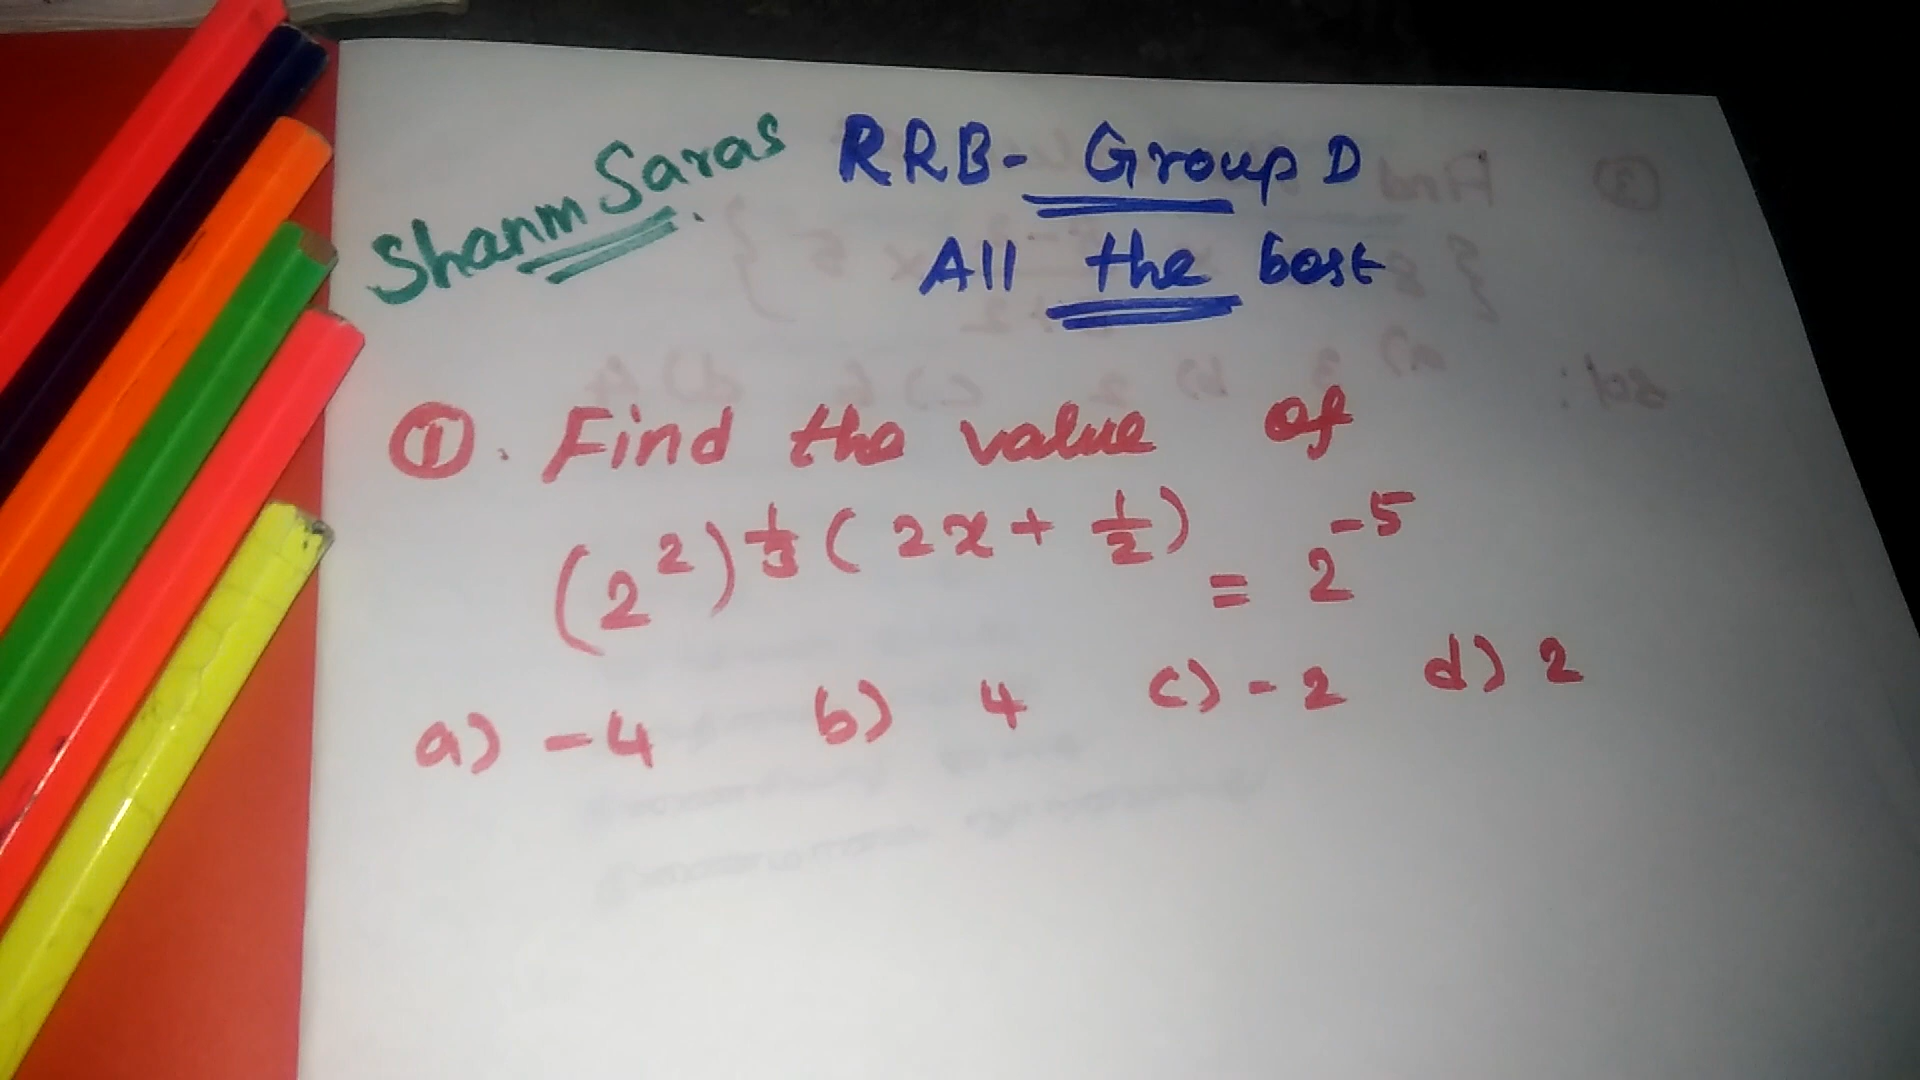 Shanm Saras. RRB- Group D
All the best
①. Find the value of
(2²)^⅓(2x + ½) = 2^-5
a) -4 b) 4 c) -2 d) 2